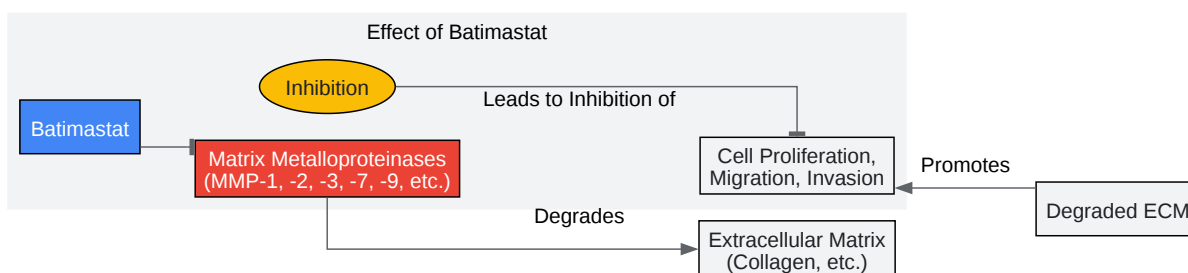 Effect of Batimastat
Inhibition
Leads to Inhibition of
Batimastat
Matrix Metalloproteinases
(MMP-1, -2, -3, -7, -9, etc.)
Cell Proliferation,
Migration, Invasion
Promotes
Degraded ECM
Degrades
Extracellular Matrix
(Collagen, etc.)